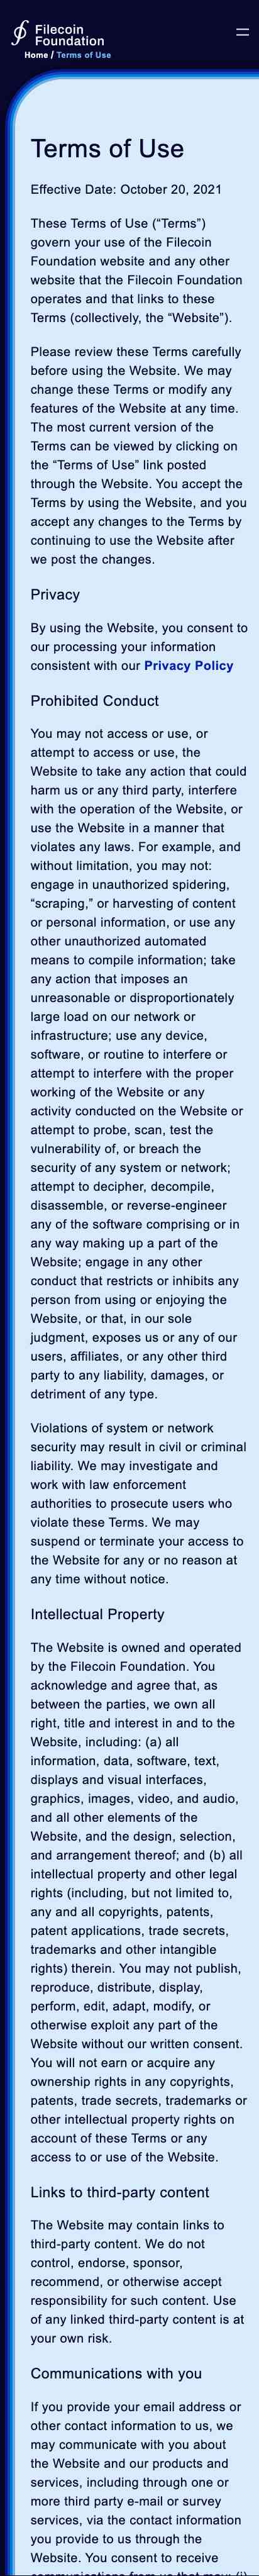 Filecoin
Foundation
Home / Terms of Use
Terms of Use
Effective Date: October 20, 2021
These Terms of Use (“Terms”)
govern your use of the Filecoin
Foundation website and any other
website that the Filecoin Foundation
operates and that links to these
Terms (collectively, the “Website”).
Please review these Terms carefully
before using the Website. We may
change these Terms or modify any
features of the Website at any time.
The most current version of the
Terms can be viewed by clicking on
the “Terms of Use” link posted
through the Website. You accept the
Terms by using the Website, and you
accept any changes to the Terms by
continuing to use the Website after
we post the changes.
Privacy
By using the Website, you consent to
our processing your information
consistent with our Privacy Policy
Prohibited Conduct
You may not access or use, or
attempt to access or use, the
Website to take any action that could
harm us or any third party, interfere
with the operation of the Website, or
use the Website in a manner that
violates any laws. For example, and
without limitation, you may not:
engage in unauthorized spidering,
“scraping,” or harvesting of content
or personal information, or use any
other unauthorized automated
means to compile information; take
any action that imposes an
unreasonable or disproportionately
large load on our network or
infrastructure; use any device,
software, or routine to interfere or
attempt to interfere with the proper
working of the Website or any
activity conducted on the Website or
attempt to probe, scan, test the
vulnerability of, or breach the
security of any system or network;
attempt to decipher, decompile,
disassemble, or reverse-engineer
any of the software comprising or in
any way making up a part of the
Website; engage in any other
conduct that restricts or inhibits any
person from using or enjoying the
Website, or that, in our sole
judgment, exposes us or any of our
users, affiliates, or any other third
party to any liability, damages, or
detriment of any type.
Violations of system or network
security may result in civil or criminal
liability. We may investigate and
work with law enforcement
authorities to prosecute users who
violate these Terms. We may
suspend or terminate your access to
the Website for any or no reason at
any time without notice.
Intellectual Property
The Website is owned and operated
by the Filecoin Foundation. You
acknowledge and agree that, as
between the parties, we own all
right, title and interest in and to the
Website, including: (a) all
information, data, software, text,
displays and visual interfaces,
graphics, images, video, and audio,
and all other elements of the
Website, and the design, selection,
and arrangement thereof; and (b) all
intellectual property and other legal
rights (including, but not limited to,
any and all copyrights, patents,
patent applications, trade secrets,
trademarks and other intangible
rights) therein. You may not publish,
reproduce, distribute, display,
perform, edit, adapt, modify, or
otherwise exploit any part of the
Website without our written consent.
You will not earn or acquire any
ownership rights in any copyrights,
patents, trade secrets, trademarks or
other intellectual property rights on
account of these Terms or any
access to or use of the Website.
Links to third-party content
The Website may contain links to
third-party content. We do not
control, endorse, sponsor,
recommend, or otherwise accept
responsibility for such content. Use
of any linked third-party content is at
your own risk.
Communications with you
If you provide your email address or
other contact information to us, we
may communicate with you about
the Website and our products and
services, including through one or
more third party e-mail or survey
services, via the contact information
you provide to us through the
Website. You consent to receive